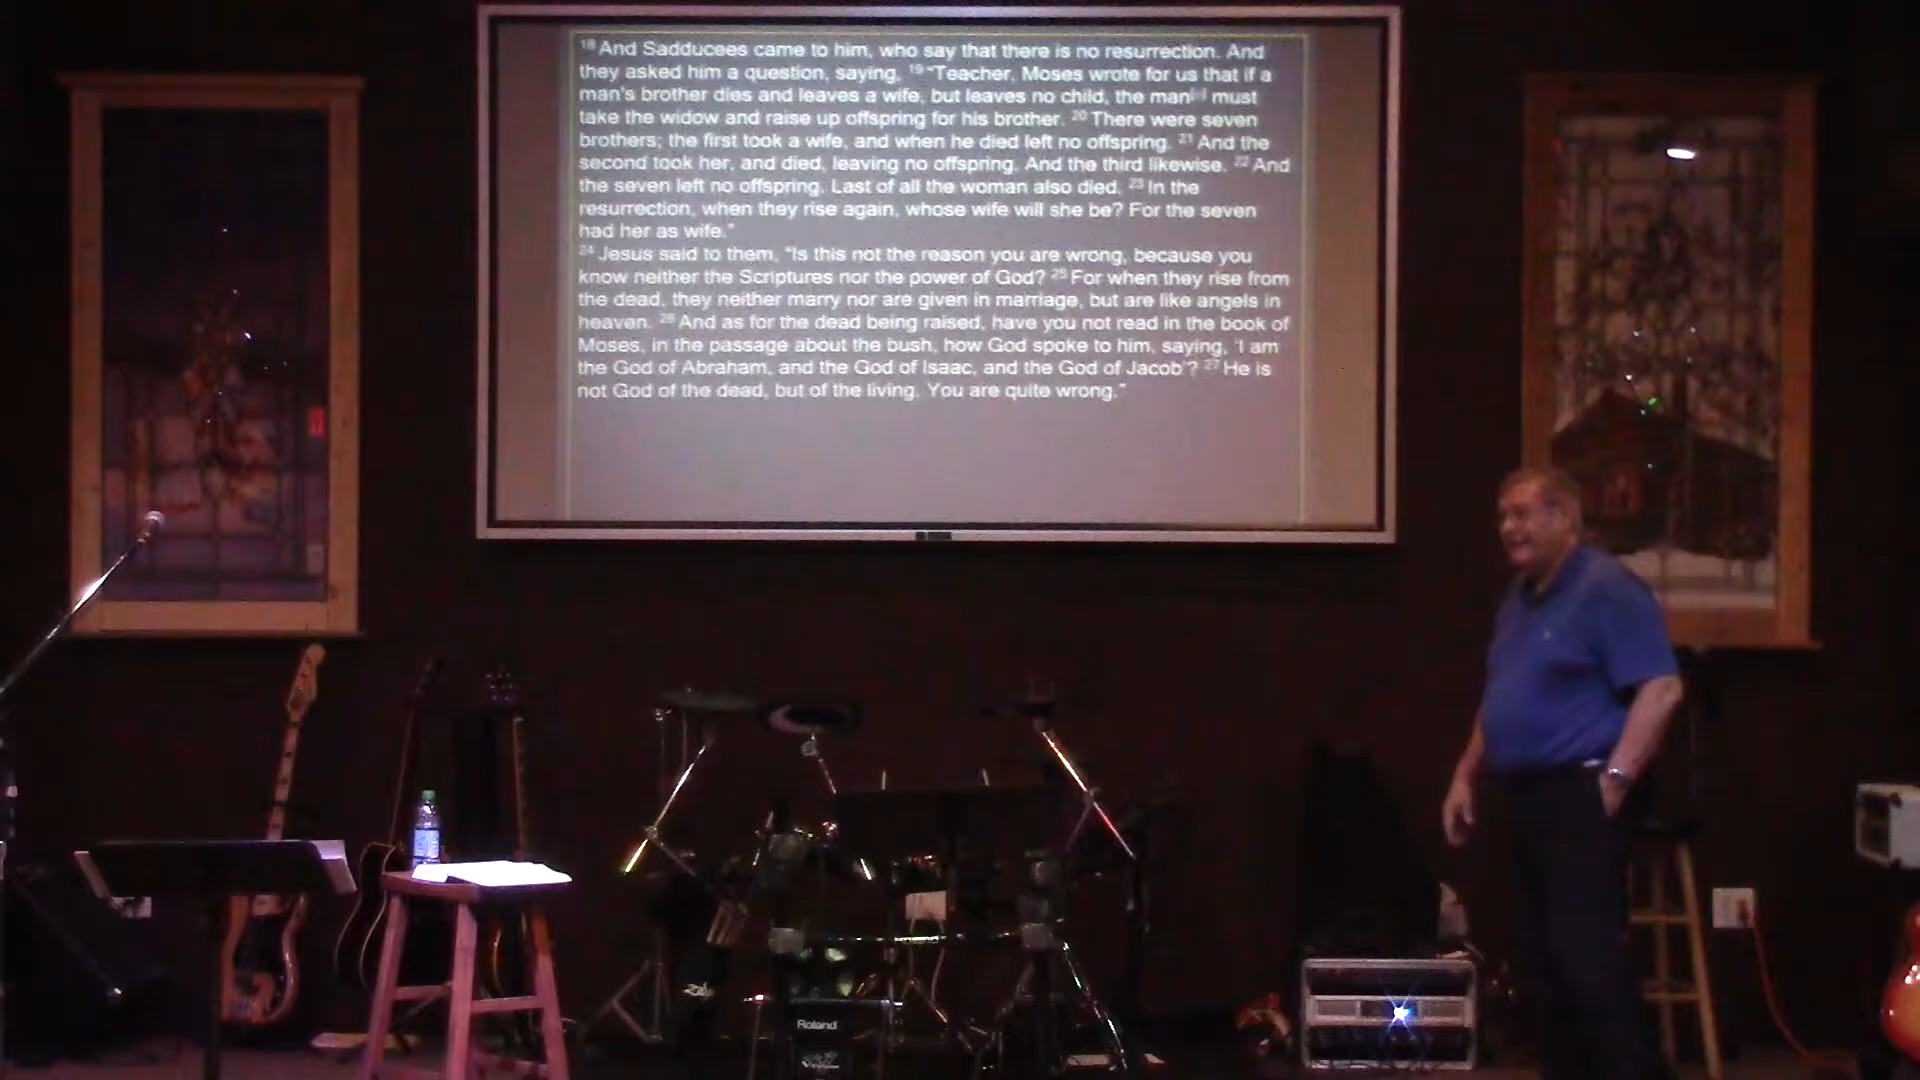 18 And Sadducees came to him, who say that there is no resurrection. And
they asked him a question, saying, 19 "Teacher, Moses wrote for us that if a
man's brother dies and leaves a wife, but leaves no child, the man must
take the widow and raise up offspring for his brother. 20 There were seven
brothers; the first took a wife, and when he died left no offspring. 21 And the
second took her, and died, leaving no offspring. And the third likewise. 22 And
the seven left no offspring. Last of all the woman also died. 23 In the
resurrection, when they rise again, whose wife will she be? For the seven
had her as wife."
24 Jesus said to them, "Is this not the reason you are wrong, because you
know neither the Scriptures nor the power of God? 25 For when they rise from
the dead, they neither marry nor are given in marriage, but are like angels in
heaven. 26 And as for the dead being raised, have you not read in the book of
Moses, in the passage about the bush, how God spoke to him, saying, 'I am
the God of Abraham, and the God of Isaac, and the God of Jacob'? 27 He is
not God of the dead, but of the living. You are quite wrong."
Roland